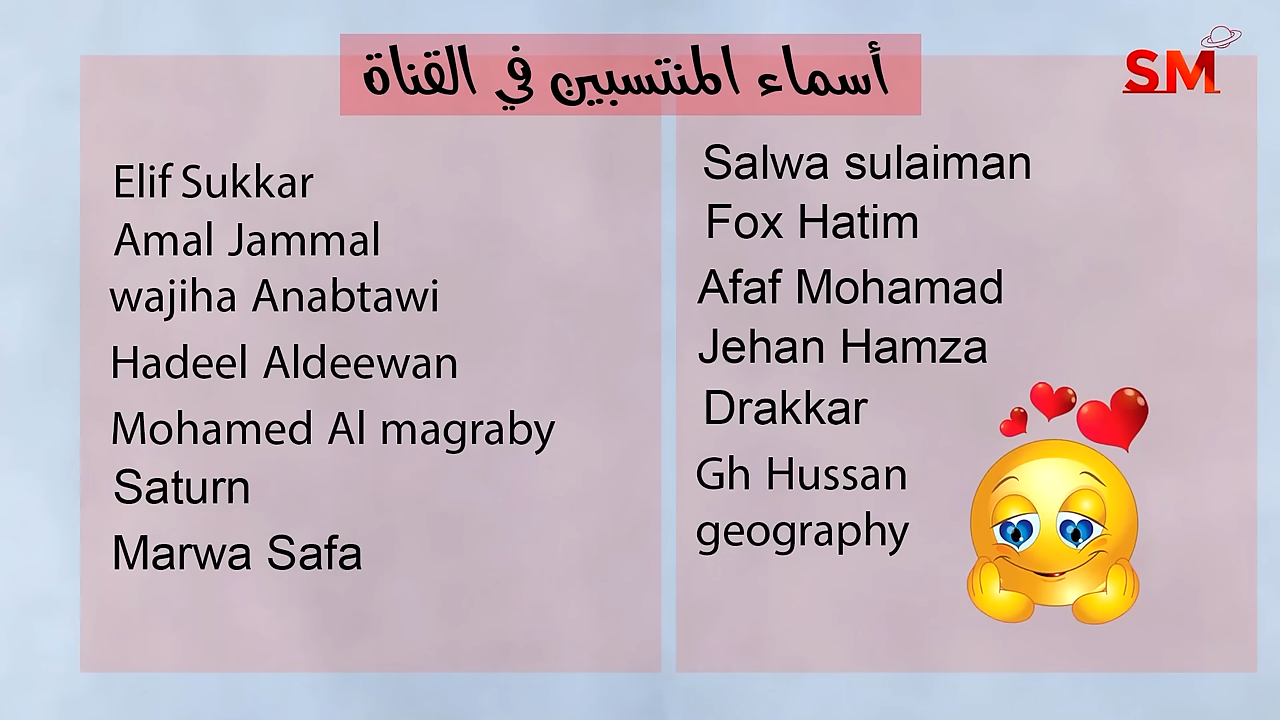 أسماء المنتسبين في القناة
SM
Elif Sukkar
Amal Jammal
wajiha Anabtawi
Hadeel Aldeewan
Mohamed Al magraby
Saturn
Marwa Safa
Salwa sulaiman
Fox Hatim
Afaf Mohamad
Jehan Hamza
Drakkar
Gh Hussan
geography